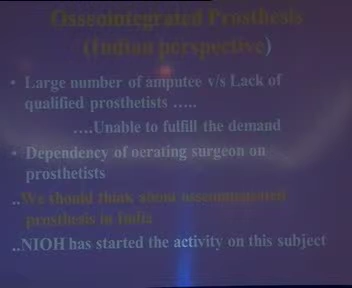 Osseointegrated Prosthesis
(Indian perspective)
• Large number of amputee v/s Lack of
qualified prosthetists .....
....Unable to fulfill the demand
• Dependency of oerating surgeon on
prosthetists
..We should think about osseointegrated
prosthesis in India
..NIOH has started the activity on this subject